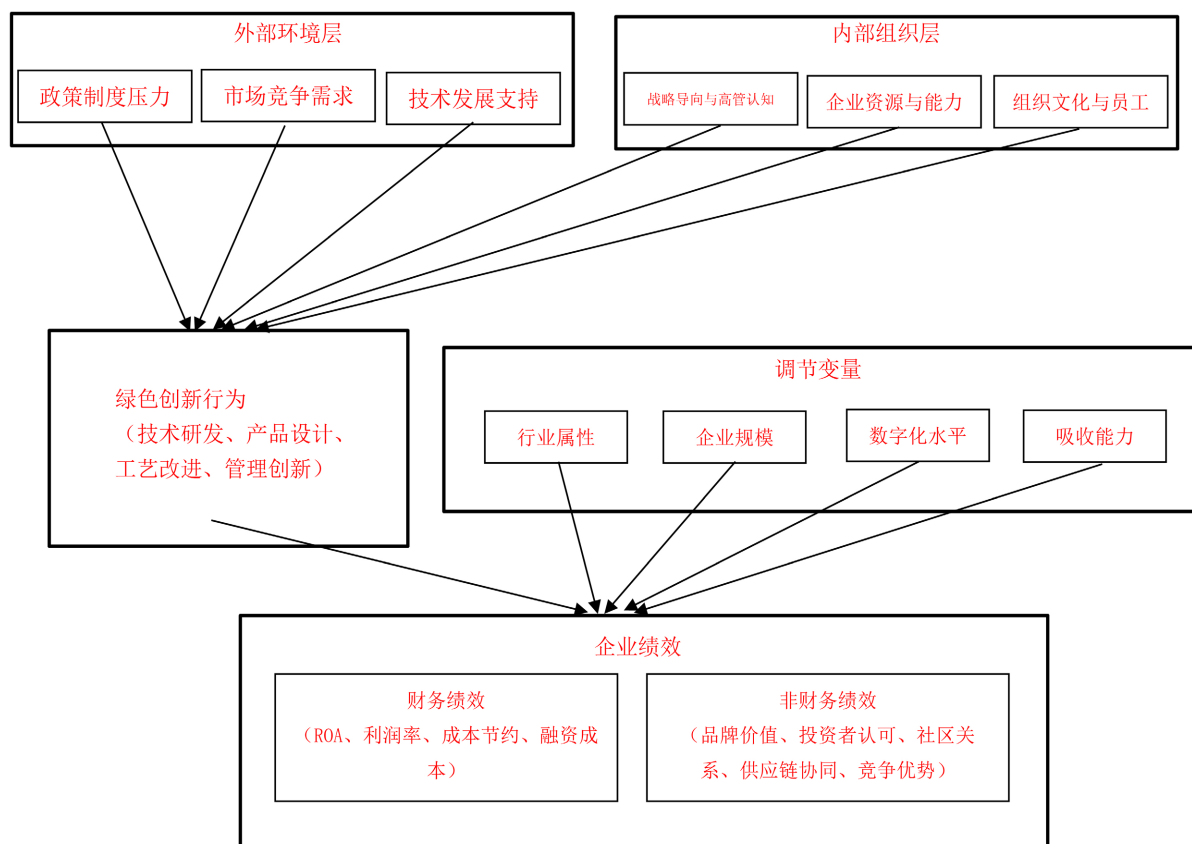 外部环境层
政策制度压力
市场竞争需求
技术发展支持
内部组织层
战略导向与高管认知
企业资源与能力
组织文化与员工
绿色创新行为
（技术研发、产品设计、
工艺改进、管理创新）
调节变量
行业属性
企业规模
数字化水平
吸收能力
企业绩效
财务绩效
（ROA、利润率、成本节约、融资成
本）
非财务绩效
（品牌价值、投资者认可、社区关
系、供应链协同、竞争优势）